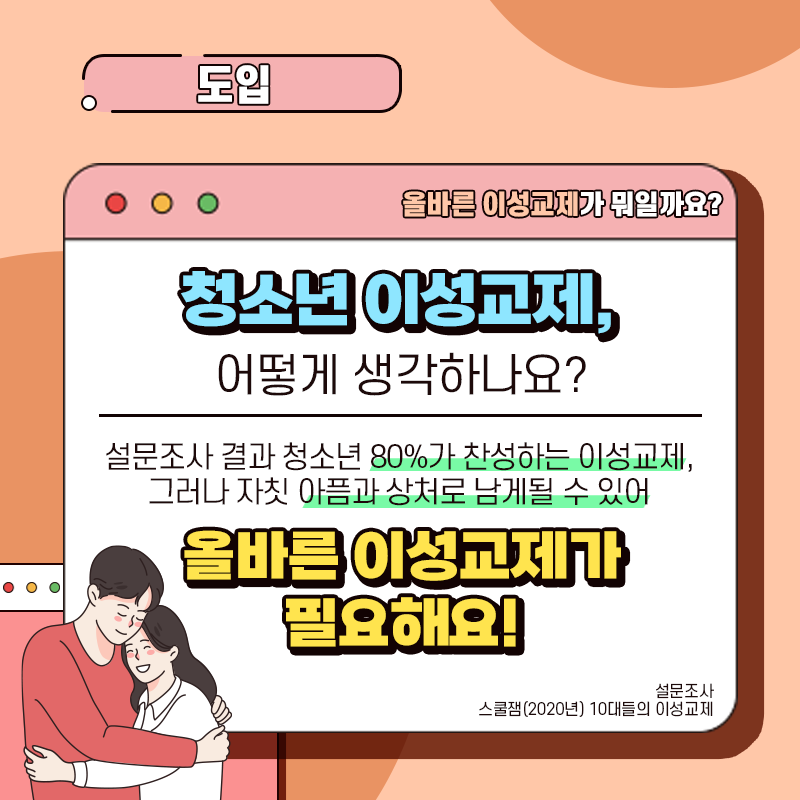 도입
올바른 이성교제가 뭐일까요?
청소년 이성교제,
어떻게 생각하나요?
설문조사 결과 청소년 80%가 찬성하는 이성교제,
그러나 자칫 아픔과 상처로 남게될 수 있어
올바른 이성교제가
필요해요!
설문조사
스쿨잼(2020년) 10대들의 이성교제